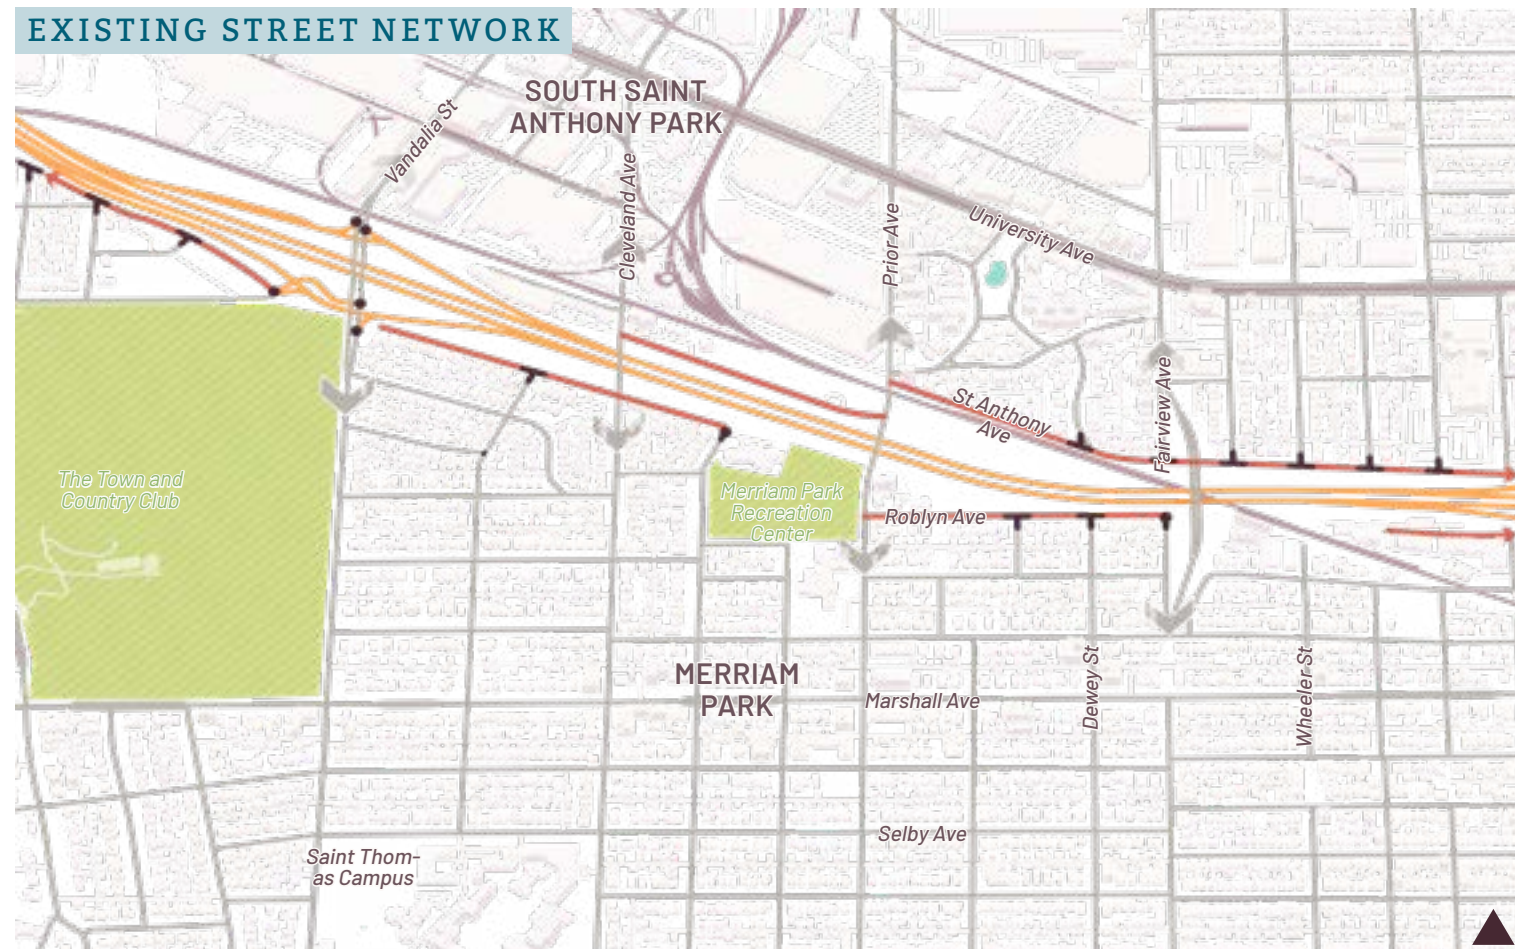 EXISTING STREET NETWORK
SOUTH SAINT
ANTHONY PARK
Vandalia St
Cleveland Ave
Prior Ave
University Ave
St Anthony
Ave
Fairview Ave
The Town and
Country Club
Merriam Park
Recreation
Center
Roblyn Ave
MERRIAM
PARK
Marshall Ave
Dewey St
Wheeler St
Selby Ave
Saint Thom-
as Campus